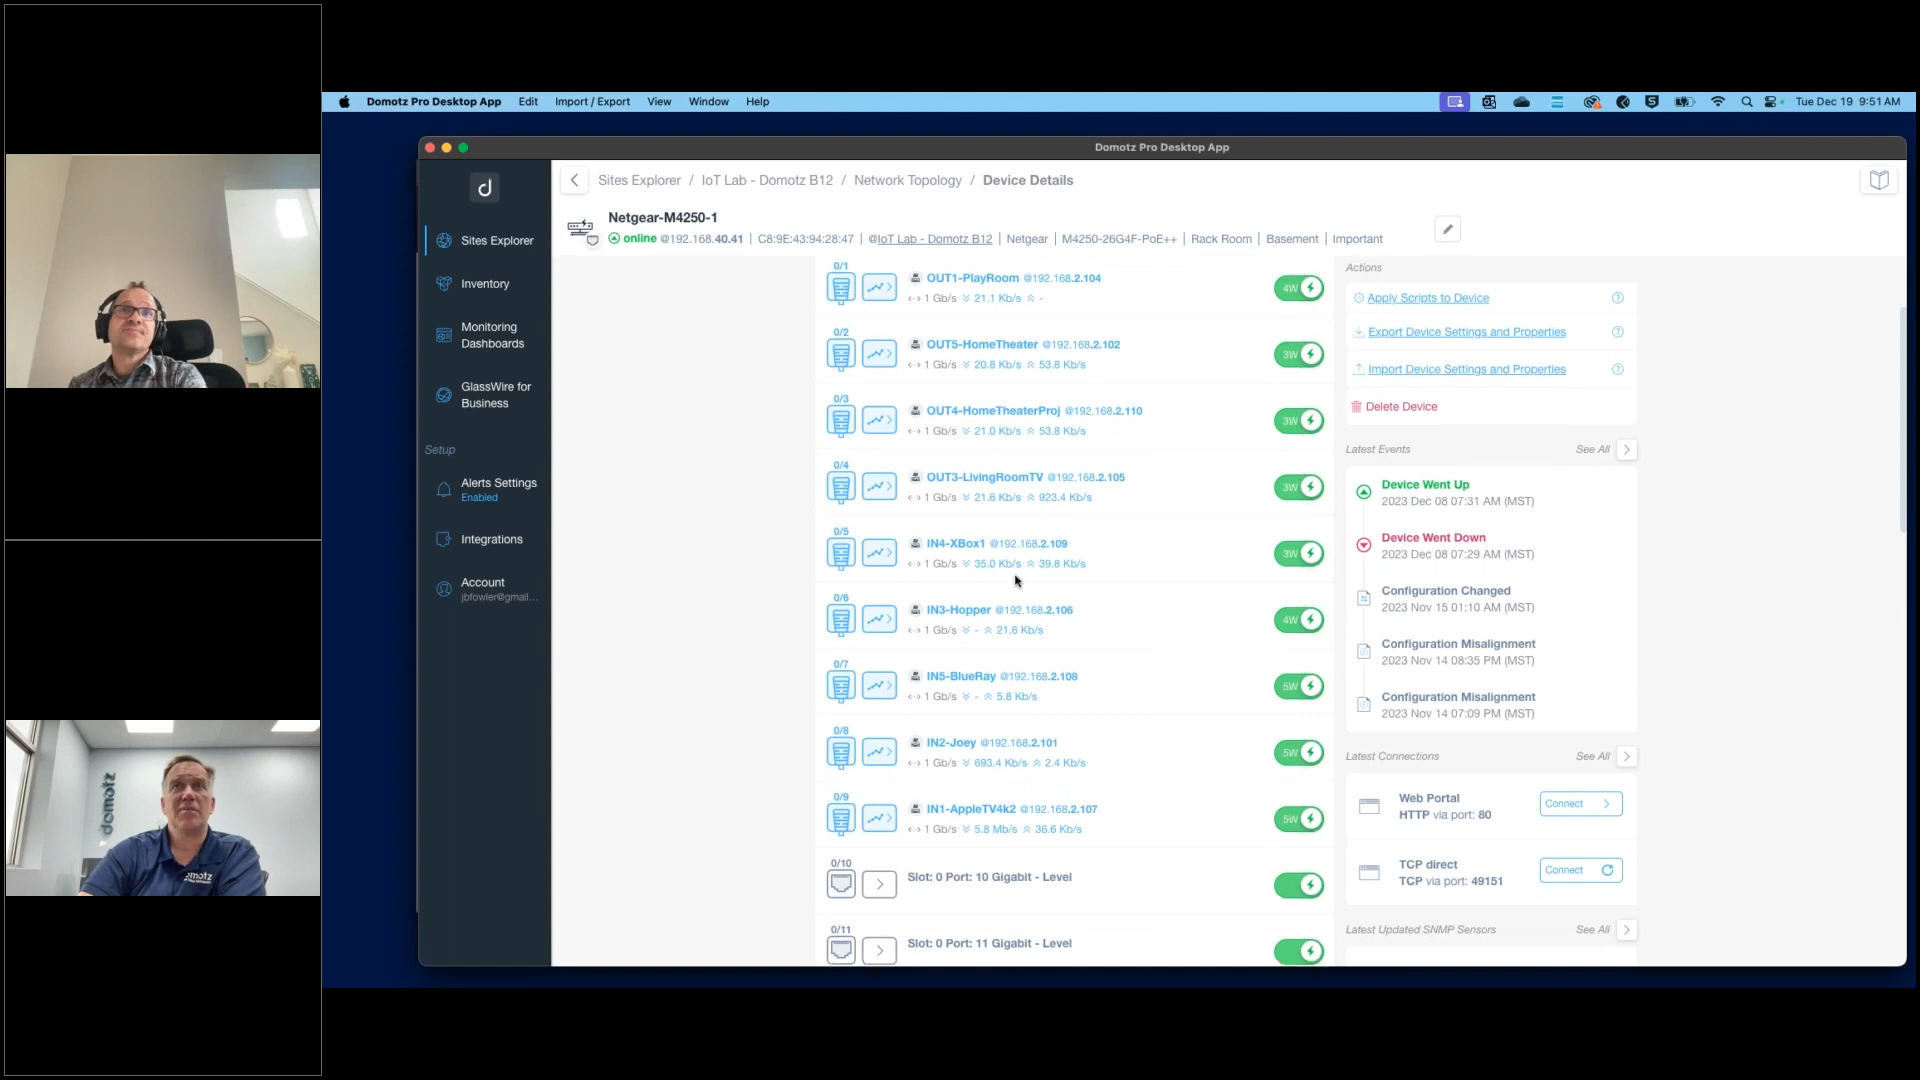 Domotz Pro Desktop App Edit Import / Export View Window Help Tue Dec 19 9:51 AM
Domotz Pro Desktop App
Sites Explorer / IoT Lab - Domotz B12 / Network Topology / Device Details
Netgear-M4250-1
online @192.168.40.41 | C8:9E:43:94:28:47 | @IoT Lab - Domotz B12 | Netgear | M4250-26G4F-PoE++ | Rack Room | Basement | Important
Sites Explorer
Inventory
Monitoring
Dashboards
GlassWire for
Business
Setup
Alerts Settings
Enabled
Integrations
Account
jbfowler@gmail...
0/1
OUT1-PlayRoom @192.168.2.104
1 Gb/s 21.1 Kb/s -
4W
0/2
OUT5-HomeTheater @192.168.2.102
1 Gb/s 20.8 Kb/s 53.8 Kb/s
3W
0/3
OUT4-HomeTheaterProj @192.168.2.110
1 Gb/s 21.0 Kb/s 53.8 Kb/s
3W
0/4
OUT3-LivingRoomTV @192.168.2.105
1 Gb/s 21.6 Kb/s 923.4 Kb/s
3W
0/5
IN4-XBox1 @192.168.2.109
1 Gb/s 35.0 Kb/s 39.8 Kb/s
3W
0/6
IN3-Hopper @192.168.2.106
1 Gb/s - 21.6 Kb/s
4W
0/7
IN5-BlueRay @192.168.2.108
1 Gb/s - 5.8 Kb/s
5W
0/8
IN2-Joey @192.168.2.101
1 Gb/s 693.4 Kb/s 2.4 Kb/s
5W
0/9
IN1-AppleTV4k2 @192.168.2.107
1 Gb/s 5.8 Mb/s 36.6 Kb/s
5W
0/10
Slot: 0 Port: 10 Gigabit - Level
0/11
Slot: 0 Port: 11 Gigabit - Level
Actions
Apply Scripts to Device
Export Device Settings and Properties
Import Device Settings and Properties
Delete Device
Latest Events See All
Device Went Up
2023 Dec 08 07:31 AM (MST)
Device Went Down
2023 Dec 08 07:29 AM (MST)
Configuration Changed
2023 Nov 15 01:10 AM (MST)
Configuration Misalignment
2023 Nov 14 08:35 PM (MST)
Configuration Misalignment
2023 Nov 14 07:09 PM (MST)
Latest Connections See All
Web Portal
HTTP via port: 80
Connect
TCP direct
TCP via port: 49151
Connect
Latest Updated SNMP Sensors See All
domotz
omotz